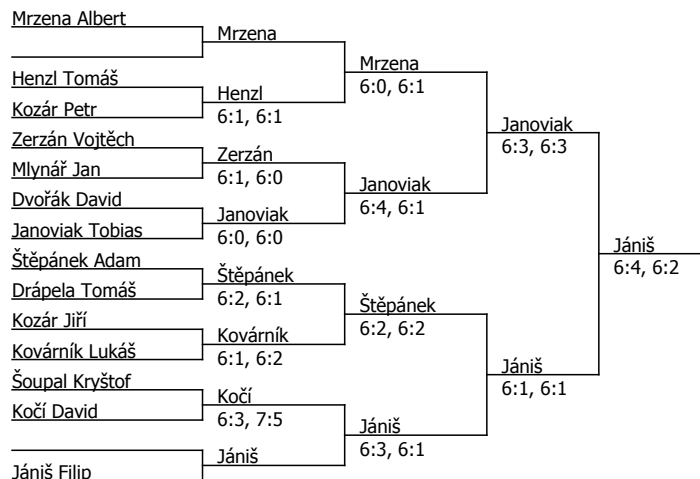 Mrzena Albert
Mrzena
Mrzena
6:0, 6:1
Henzl Tomáš
Henzl
6:1, 6:1
Kozár Petr
Janoviak
6:3, 6:3
Zerzán Vojtěch
Zerzán
6:1, 6:0
Mlynář Jan
Janoviak
6:4, 6:1
Dvořák David
Janoviak
6:0, 6:0
Janoviak Tobias
Jániš
6:4, 6:2
Štěpánek Adam
Štěpánek
6:2, 6:1
Drápela Tomáš
Štěpánek
6:2, 6:2
Kozár Jiří
Kovárník
6:1, 6:2
Kovárník Lukáš
Jániš
6:1, 6:1
Šoupal Kryštof
Kočí
6:3, 7:5
Kočí David
Jániš
6:3, 6:1
Jániš
Jániš Filip